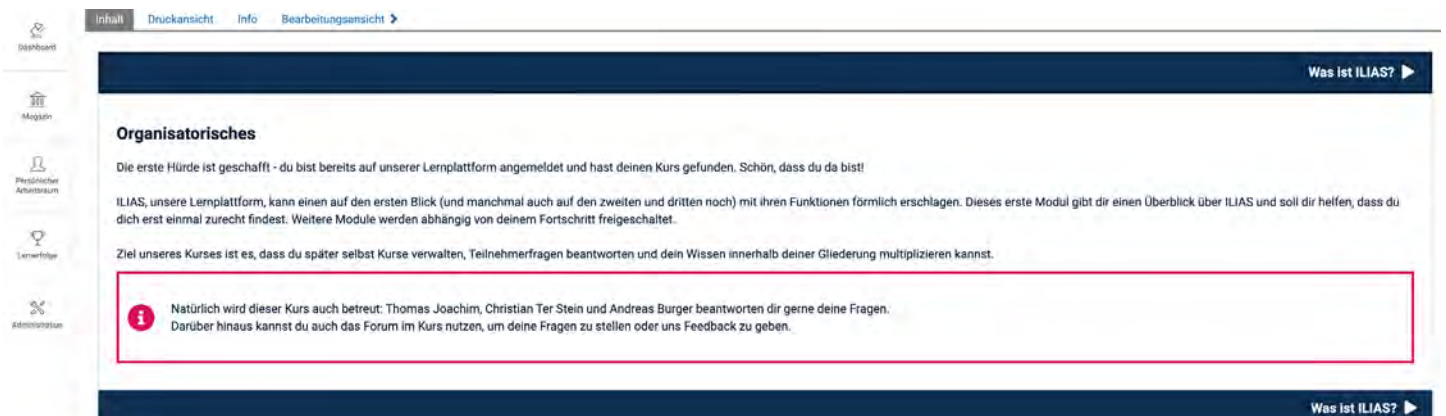 Inhalt Druckansicht Info Bearbeitungsansicht
Dashboard
Was ist ILIAS?
Magazin
Organisatorisches
Die erste Hürde ist geschafft - du bist bereits auf unserer Lernplattform angemeldet und hast deinen Kurs gefunden. Schön, dass du da bist!
Persönlicher
Arbeitsraum
ILIAS, unsere Lernplattform, kann einen auf den ersten Blick (und manchmal auch auf den zweiten und dritten noch) mit ihren Funktionen förmlich erschlagen. Dieses erste Modul gibt dir einen Überblick über ILIAS und soll dir helfen, dass du
dich erst einmal zurecht findest. Weitere Module werden abhängig von deinem Fortschritt freigeschaltet.
Lernerfolge
Ziel unseres Kurses ist es, dass du später selbst Kurse verwalten, Teilnehmerfragen beantworten und dein Wissen innerhalb deiner Gliederung multiplizieren kannst.
Administration
Natürlich wird dieser Kurs auch betreut: Thomas Joachim, Christian Ter Stein und Andreas Burger beantworten dir gerne deine Fragen.
Darüber hinaus kannst du auch das Forum im Kurs nutzen, um deine Fragen zu stellen oder uns Feedback zu geben.
Was ist ILIAS?